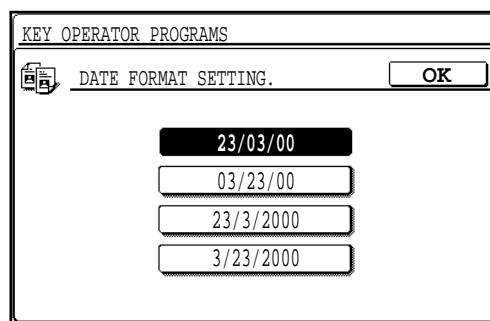 KEY OPERATOR PROGRAMS
DATE FORMAT SETTING. OK
23/03/00
03/23/00
23/3/2000
3/23/2000